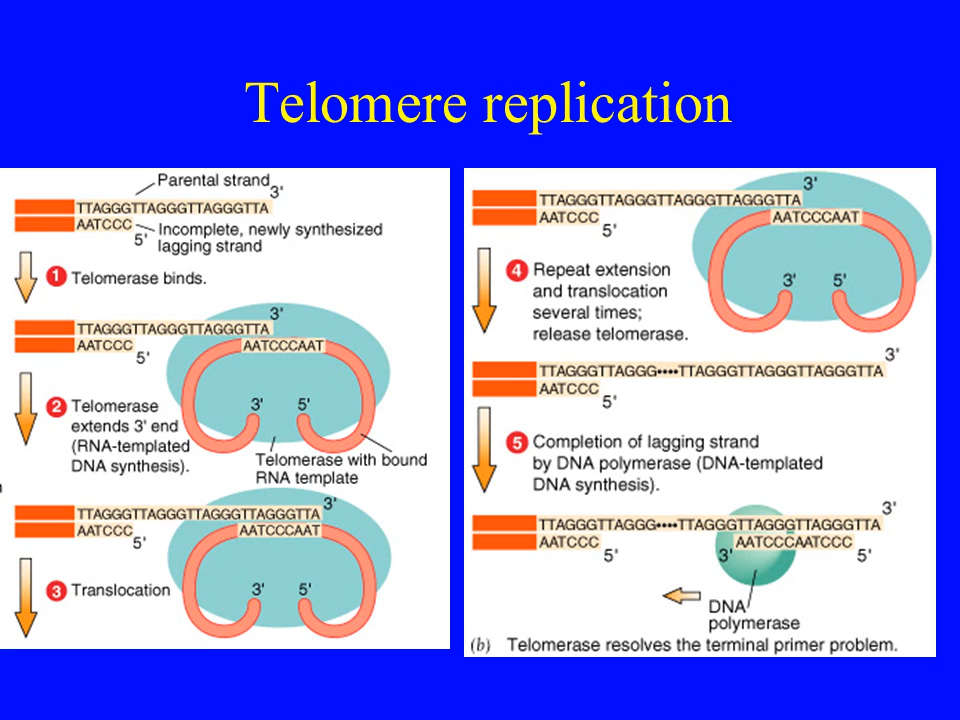 Telomere replication
Parental strand
3'
TTAGGGTTAGGGTTAGGGTTA
AATCCC
5'
Incomplete, newly synthesized
lagging strand
1 Telomerase binds.
3'
TTAGGGTTAGGGTTAGGGTTA
AATCCC
AATCCCAAT
5'
2 Telomerase
extends 3' end
(RNA-templated
DNA synthesis).
3' 5'
Telomerase with bound
RNA template
n
3'
TTAGGGTTAGGGTTAGGGTTAGGGTTA
AATCCC
AATCCCAAT
5'
3 Translocation
3' 5'
3'
TTAGGGTTAGGGTTAGGGTTAGGGTTA
AATCCC
AATCCCAAT
5'
4 Repeat extension
and translocation
several times;
release telomerase.
3' 5'
3'
TTAGGGTTAGGG••••TTAGGGTTAGGGTTAGGGTTA
AATCCC
5'
5 Completion of lagging strand
by DNA polymerase (DNA-templated
DNA synthesis).
3'
TTAGGGTTAGGG••••TTAGGGTTAGGGTTAGGGTTA
AATCCC
AATCCCAATCCC
5' 3' 5'
DNA
polymerase
(b) Telomerase resolves the terminal primer problem.